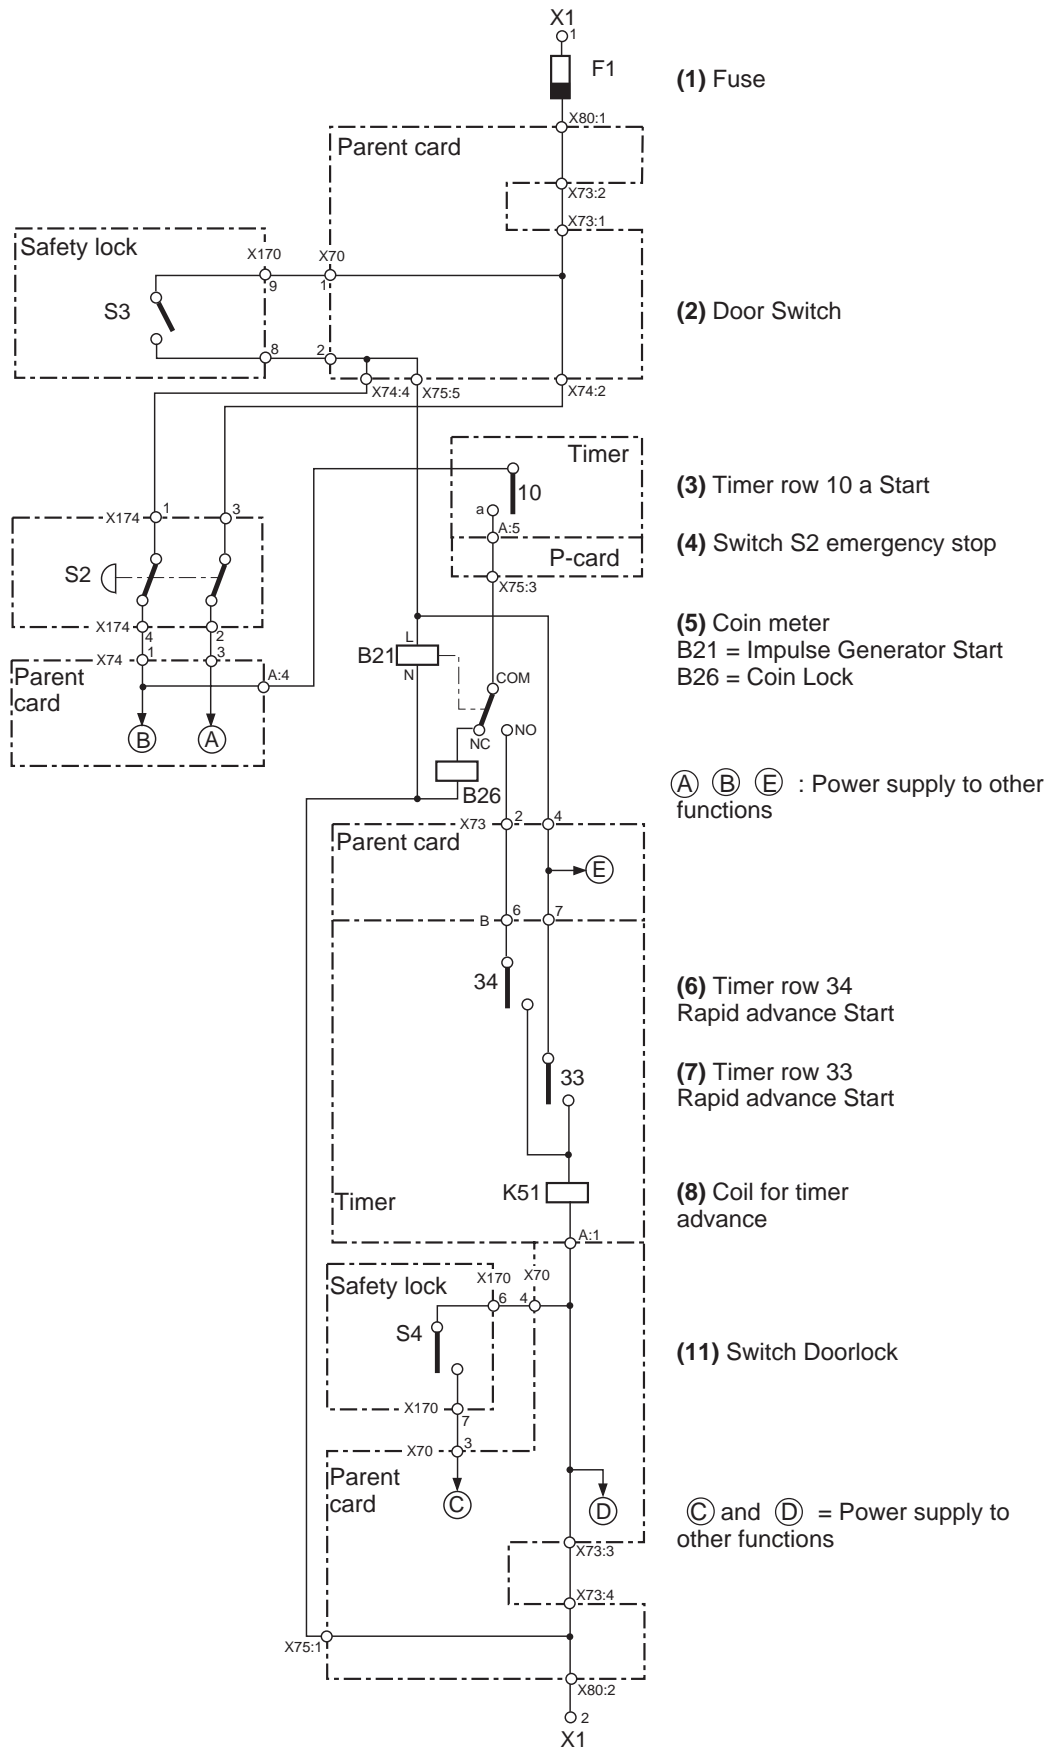 X1
1
F1
(1) Fuse
X80:1
Parent card
X73:2
X73:1
Safety lock
X170
X70
9
1
S3
(2) Door Switch
8
2
X74:4
X75:5
X74:2
Timer
10
(3) Timer row 10 a Start
a
A:5
X174
1
3
P-card
(4) Switch S2 emergency stop
X75:3
S2
X174
4
2
(5) Coin meter
B21 = Impulse Generator Start
B26 = Coin Lock
L
B21
N
X74
1
3
A:4
Parent
card
COM
NC
NO
B
A
B26
A B E : Power supply to other
functions
X73
2
4
Parent card
E
B
6
7
34
(6) Timer row 34
Rapid advance Start
33
(7) Timer row 33
Rapid advance Start
K51
(8) Coil for timer
advance
Timer
A:1
Safety lock
X170
X70
6
4
S4
(11) Switch Doorlock
X170
7
X70
3
Parent
card
C
D
C and D = Power supply to
other functions
X73:3
X73:4
X75:1
X80:2
2
X1